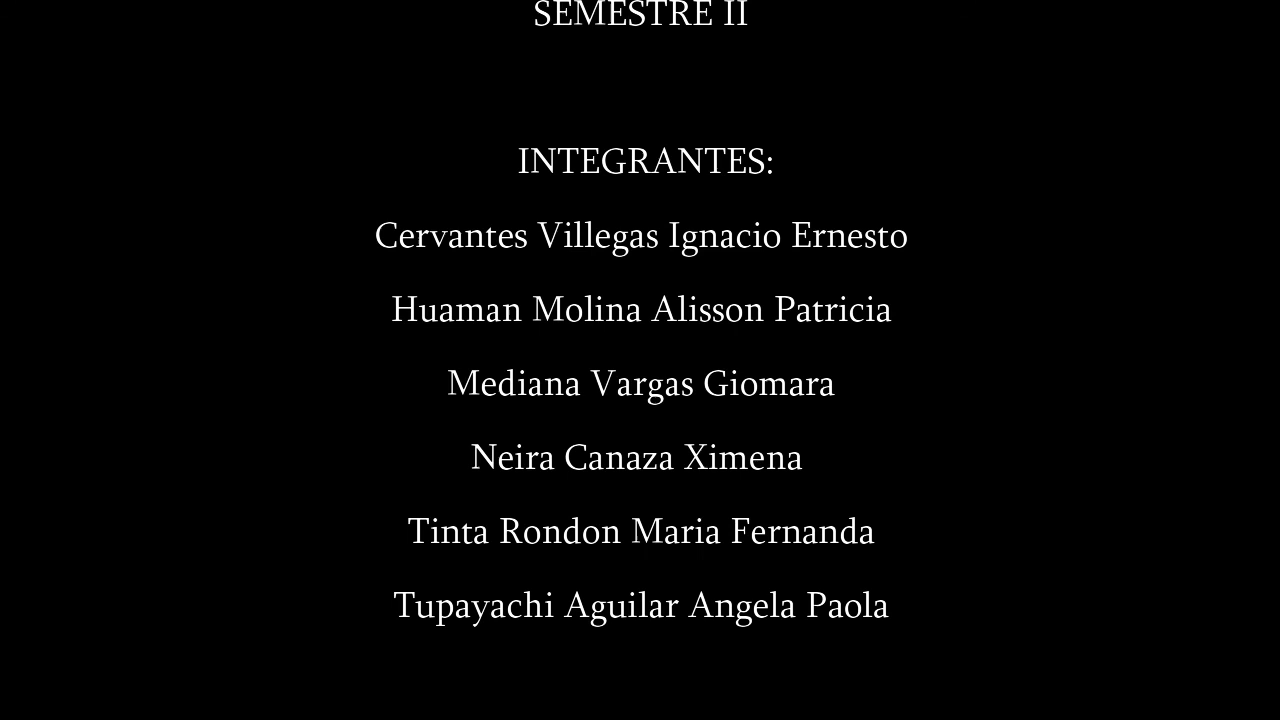 SEMESTRE II
INTEGRANTES:
Cervantes Villegas Ignacio Ernesto
Huaman Molina Alisson Patricia
Mediana Vargas Giomara
Neira Canaza Ximena
Tinta Rondon Maria Fernanda
Tupayachi Aguilar Angela Paola